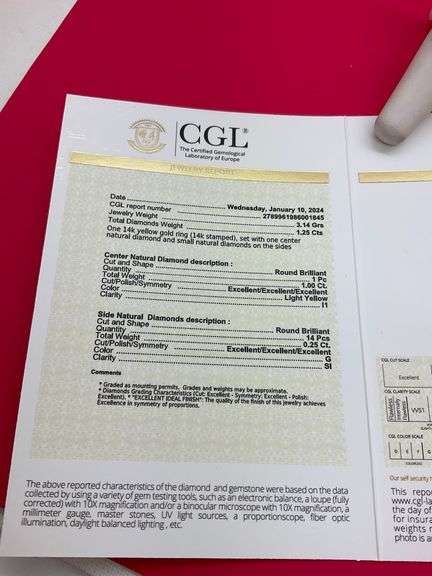 CGL®
The Certified Gemological
Laboratory of Europe
JEWELRY REPORT
Date Wednesday, January 10, 2024
CGL report number 2789961986001845
Jewelry Weight 3.14 Grs
Total Diamonds Weight 1.25 Cts
One 14k yellow gold ring (14k stamped), set with one center
natural diamond and small natural diamonds on the sides
Center Natural Diamond description :
Cut and Shape Round Brilliant
Quantity 1 Pc
Total Weight 1.00 Ct.
Cut/Polish/Symmetry Excellent/Excellent/Excellent
Color Light Yellow
Clarity I1
Side Natural Diamonds description :
Cut and Shape Round Brilliant
Quantity 14 Pcs
Total Weight 0.25 Ct.
Cut/Polish/Symmetry Excellent/Excellent/Excellent
Color G
Clarity SI
Comments
* Graded as mounting permits. Grades and weights may be approximate.
* Diamonds Grading Characteristics (Cut: Excellent - Symmetry: Excellent - Polish:
Excellent). * "EXCELLENT IDEAL FINISH": The quality of the finish of this jewelry achieves
Excellence in symmetry of proportions.
The above reported characteristics of the diamond and gemstone were based on the data
collected by using a variety of gem testing tools, such as an electronic balance, a loupe (fully
corrected) with 10X magnification and/or a binocular microscope with 10X magnification, a
millimeter gauge, master stones, UV light sources, a proportionscope, fiber optic
illumination, daylight balanced lighting , etc.
CGL CUT SCALE
Excellent
CGL CLARITY SCALE
VVS1
CGL COLOR SCALE
D E F G
Our self security
This repo
www.cgl-la
the day of
for insura
weights m
photo is a